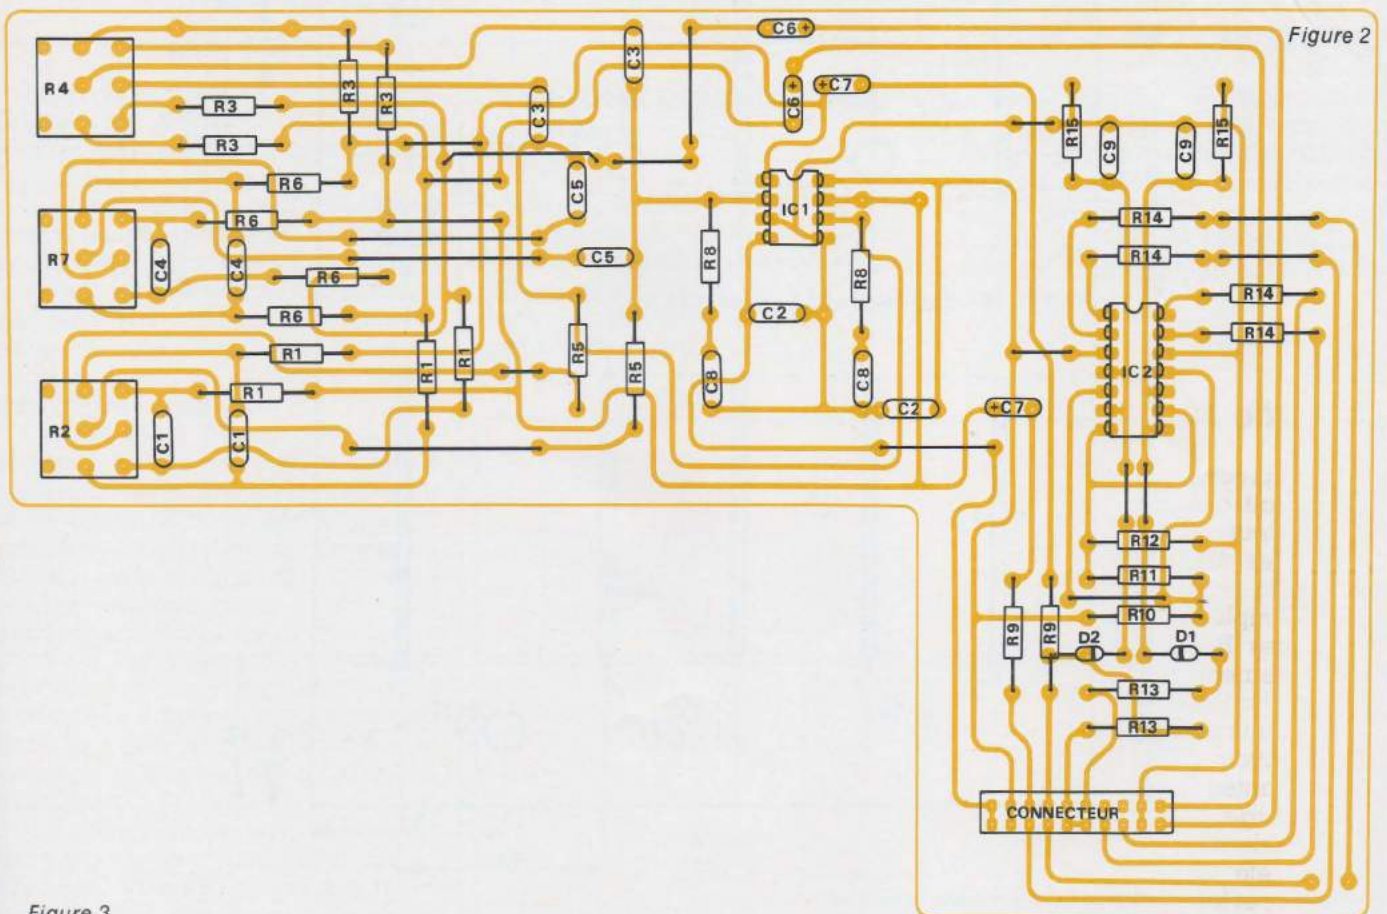 Figure 2
C6 +
R4
R3
R3
R3
R3
C3
C3
C6 +
+C7
R15
C9
C9
R15
R6
C5
IC1
R6
R14
R7
C4
C4
C5
R8
R14
R6
R8
R14
R6
C2
R14
R1
R1
R1
R5
R5
C8
C8
IC2
R1
C2
+C7
R2
C1
C1
R12
R11
R10
R9
R9
D2
D1
R13
R13
CONNECTEUR
Figure 3